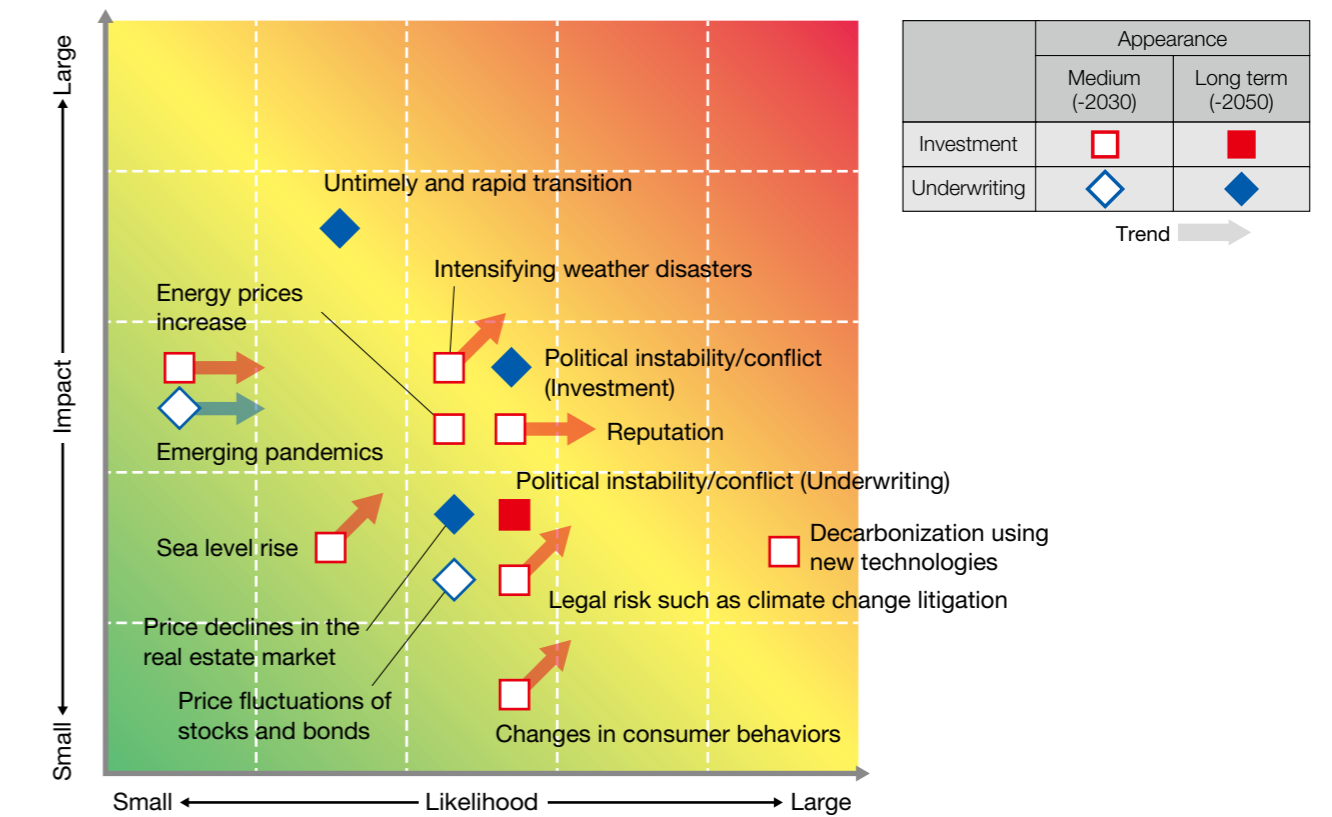 Large
Impact
Small
Untimely and rapid transition
Intensifying weather disasters
Energy prices
increase
Political instability/conflict
(Investment)
Reputation
Emerging pandemics
Political instability/conflict (Underwriting)
Sea level rise
Decarbonization using
new technologies
Legal risk such as climate change litigation
Price declines in the
real estate market
Price fluctuations of
stocks and bonds
Changes in consumer behaviors
Small
Likelihood
Large
Appearance
Medium
(-2030)
Long term
(-2050)
Investment
Underwriting
Trend